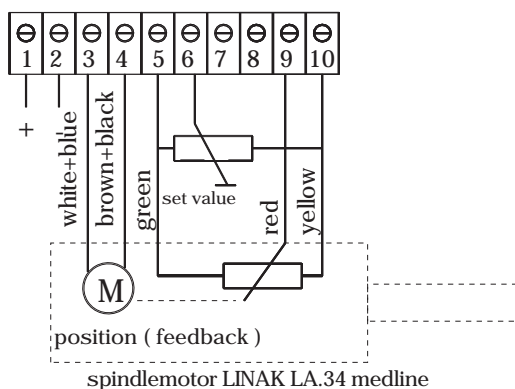 1 2 3 4 5 6 7 8 9 10
+
white+blue
brown+black
green
set value
red
yellow
M
position ( feedback )
spindlemotor LINAK LA.34 medline